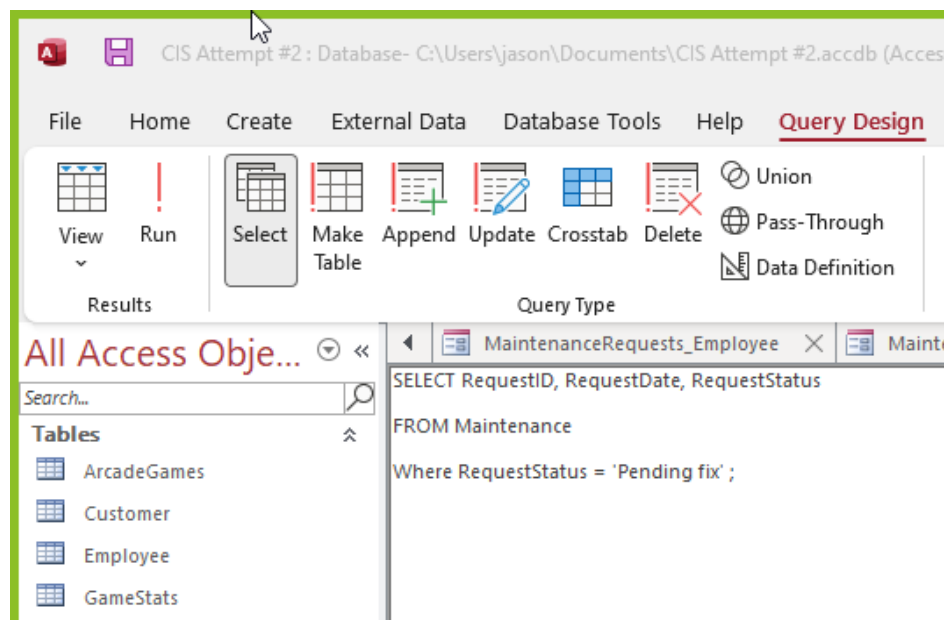 CIS Attempt #2 : Database- C:\Users\jason\Documents\CIS Attempt #2.accdb (Acces
File Home Create External Data Database Tools Help Query Design
View Run Select Make Table Append Update Crosstab Delete
Union
Pass-Through
Data Definition
Results Query Type
All Access Obje... «
MaintenanceRequests_Employee Mainte
Search...
Tables
ArcadeGames
Customer
Employee
GameStats
SELECT RequestID, RequestDate, RequestStatus
FROM Maintenance
Where RequestStatus = 'Pending fix' ;